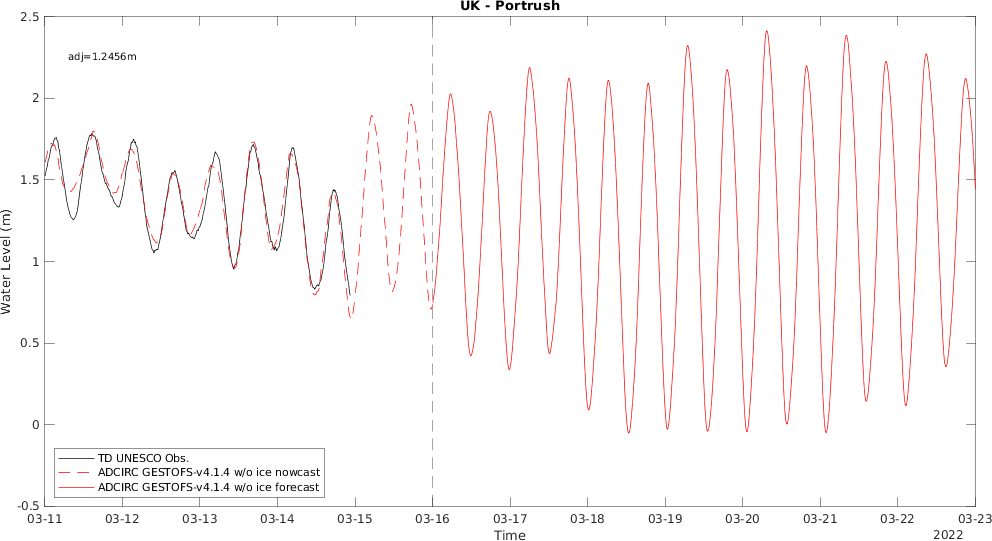 UK - Portrush
adj=1.2456m
2.5
2
1.5
1
0.5
0
-0.5
Water Level (m)
TD UNESCO Obs.
ADCIRC GESTOFS-v4.1.4 w/o ice nowcast
ADCIRC GESTOFS-v4.1.4 w/o ice forecast
03-11 03-12 03-13 03-14 03-15 03-16 03-17 03-18 03-19 03-20 03-21 03-22 03-23
Time
2022